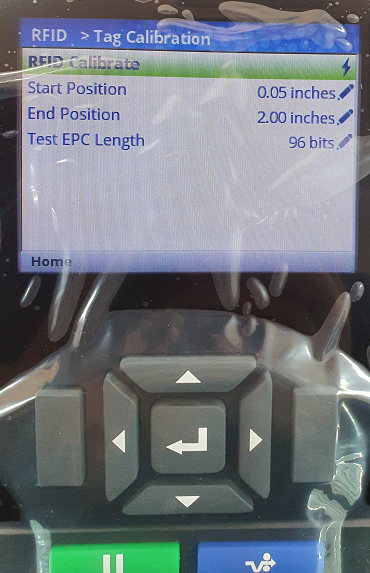 RFID > Tag Calibration
RFID Calibrate
Start Position 0.05 inches
End Position 2.00 inches
Test EPC Length 96 bits
Home